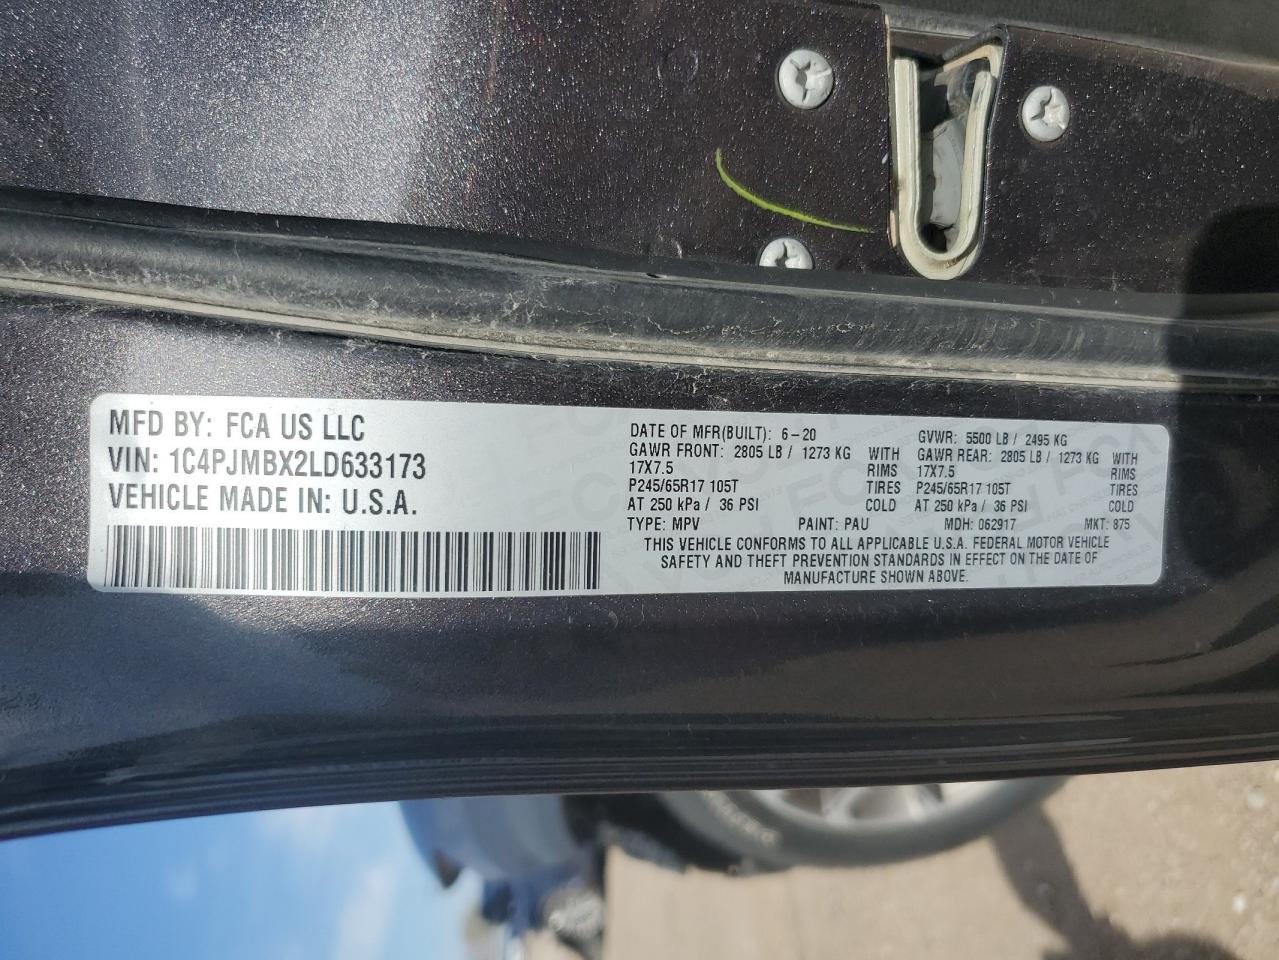 MFD BY: FCA US LLC
VIN: 1C4PJMBX2LD633173
VEHICLE MADE IN: U.S.A.
DATE OF MFR(BUILT): 6-20 GVWR: 5500 LB / 2495 KG
GAWR FRONT: 2805 LB / 1273 KG WITH GAWR REAR: 2805 LB / 1273 KG WITH
17X7.5 RIMS 17X7.5 RIMS
P245/65R17 105T TIRES P245/65R17 105T TIRES
AT 250 kPa / 36 PSI COLD AT 250 kPa / 36 PSI COLD
TYPE: MPV PAINT: PAU MDH: 062917 MKT: 875
THIS VEHICLE CONFORMS TO ALL APPLICABLE U.S.A. FEDERAL MOTOR VEHICLE
SAFETY AND THEFT PREVENTION STANDARDS IN EFFECT ON THE DATE OF
MANUFACTURE SHOWN ABOVE.